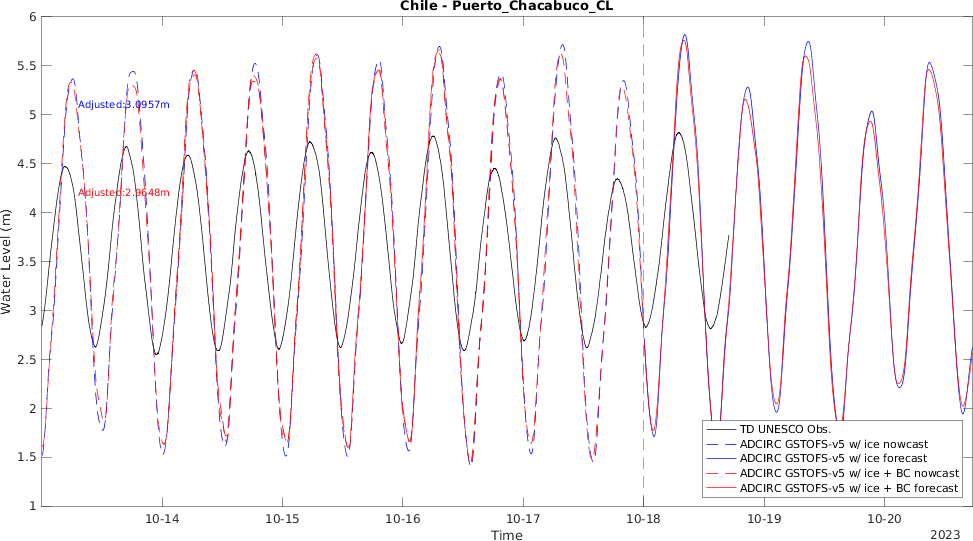 Chile - Puerto_Chacabuco_CL
6
5.5
5
4.5
4
3.5
3
2.5
2
1.5
1
Water Level (m)
Adjusted:3.0957m
Adjusted:2.9648m
TD UNESCO Obs.
ADCIRC GSTOFS-v5 w/ ice nowcast
ADCIRC GSTOFS-v5 w/ ice forecast
ADCIRC GSTOFS-v5 w/ ice + BC nowcast
ADCIRC GSTOFS-v5 w/ ice + BC forecast
10-14 10-15 10-16 10-17 10-18 10-19 10-20
Time
2023